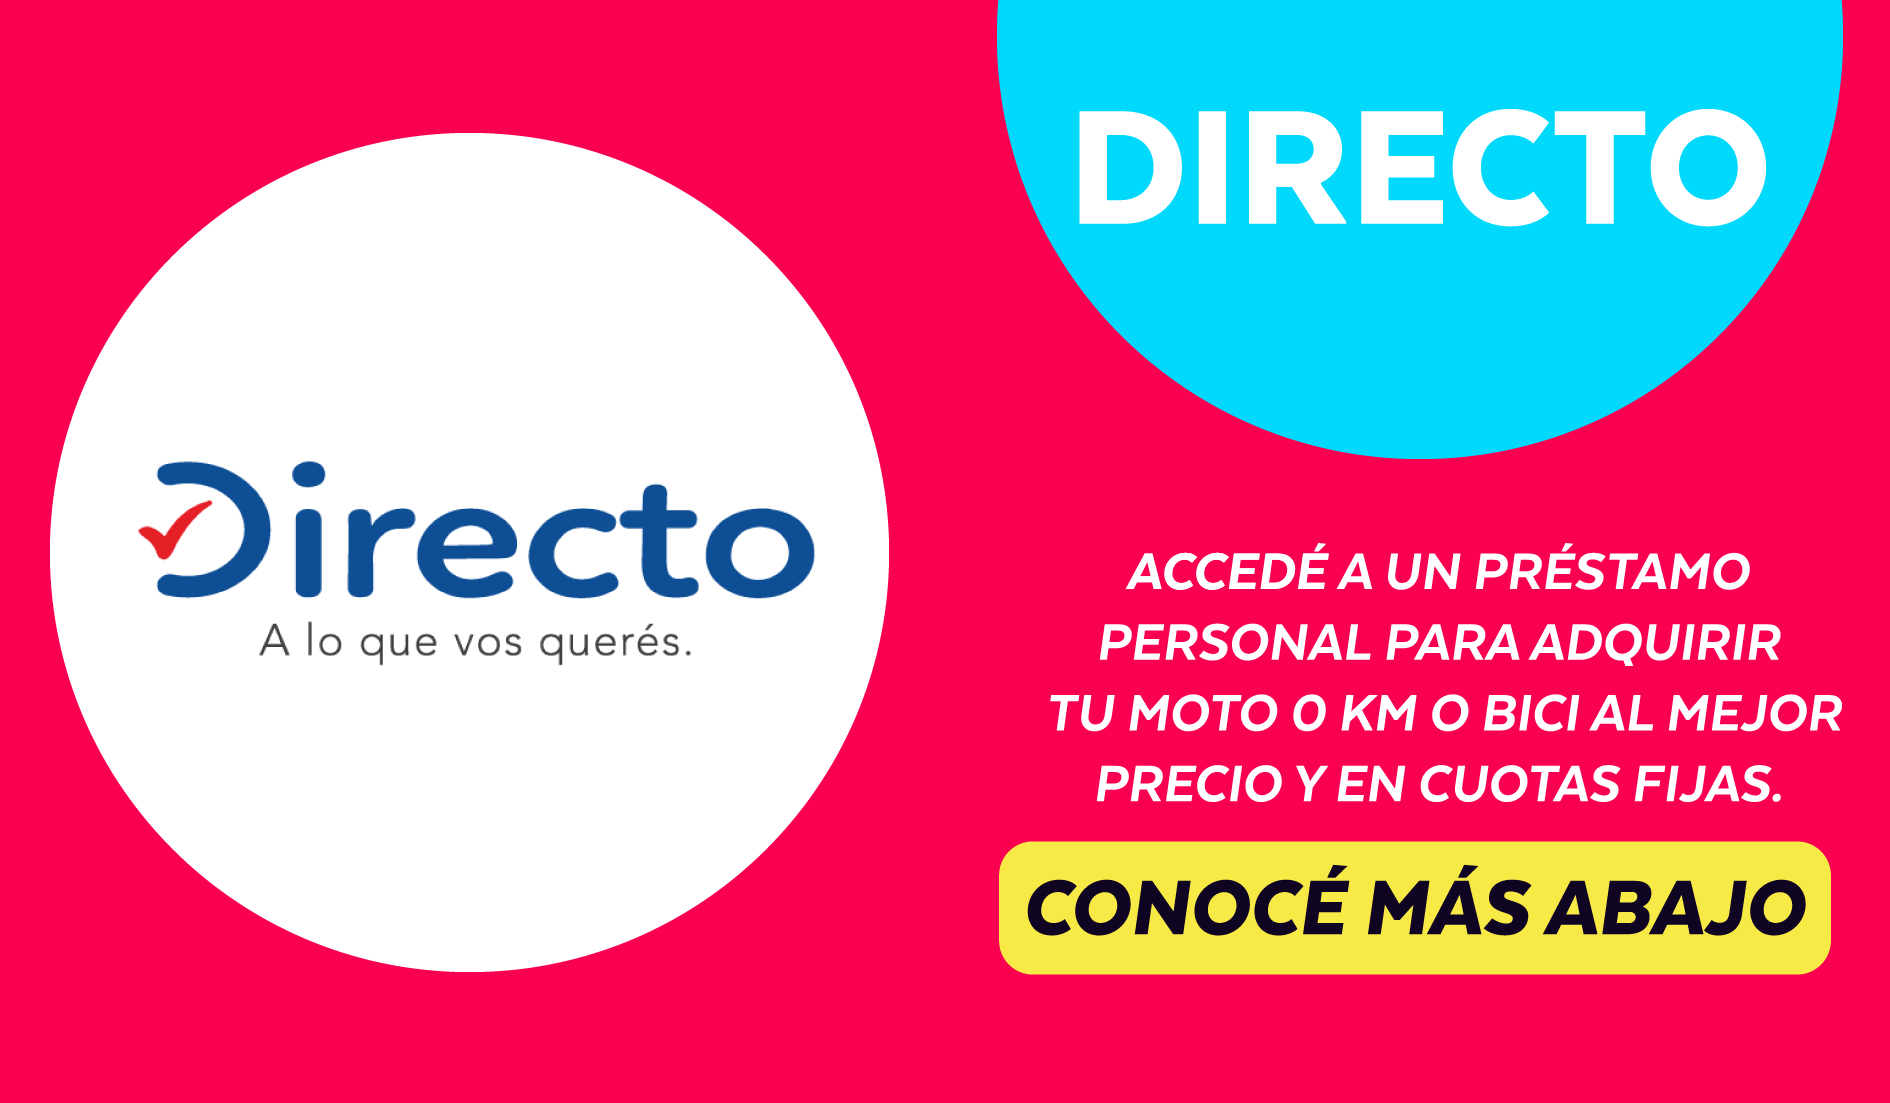 Directo
A lo que vos querés.
DIRECTO
ACCEDÉ A UN PRÉSTAMO
PERSONAL PARA ADQUIRIR
TU MOTO 0 KM O BICI AL MEJOR
PRECIO Y EN CUOTAS FIJAS.
CONOCÉ MÁS ABAJO